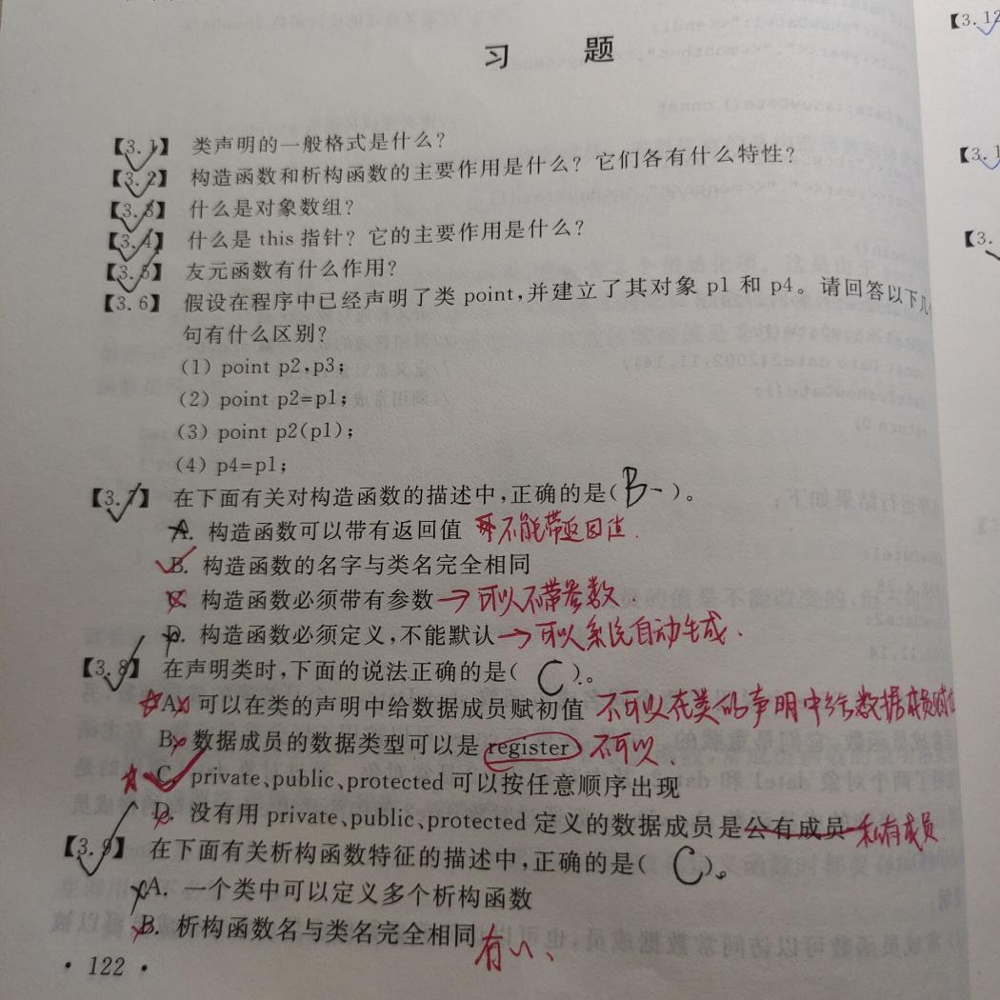 习 题
【3.1】 类声明的一般格式是什么?
【3.2】 构造函数和析构函数的主要作用是什么? 它们各有什么特性?
【3.3】 什么是对象数组?
【3.4】 什么是 this 指针? 它的主要作用是什么?
【3.5】 友元函数有什么作用?
【3.6】 假设在程序中已经声明了类 point,并建立了其对象 p1 和 p4。请回答以下几
句有什么区别?
(1) point p2,p3;
(2) point p2=p1;
(3) point p2(p1);
(4) p4=p1;
【3.7】 在下面有关对构造函数的描述中,正确的是( B )。
A. 构造函数可以带有返回值 不能带返回值.
B. 构造函数的名字与类名完全相同
C. 构造函数必须带有参数→可以不带参数.
D. 构造函数必须定义,不能默认→可以系统自动生成.
【3.8】 在声明类时,下面的说法正确的是( C )。
A. 可以在类的声明中给数据成员赋初值 不可以在类的声明中给数据成员赋值
B. 数据成员的数据类型可以是 register 不可以.
C. private、public、protected 可以按任意顺序出现
D. 没有用 private、public、protected 定义的数据成员是公有成员 私有成员.
【3.9】 在下面有关析构函数特征的描述中,正确的是( C )。
A. 一个类中可以定义多个析构函数
B. 析构函数名与类名完全相同 有~、
· 122 ·
【3.12
【3.1
【3.